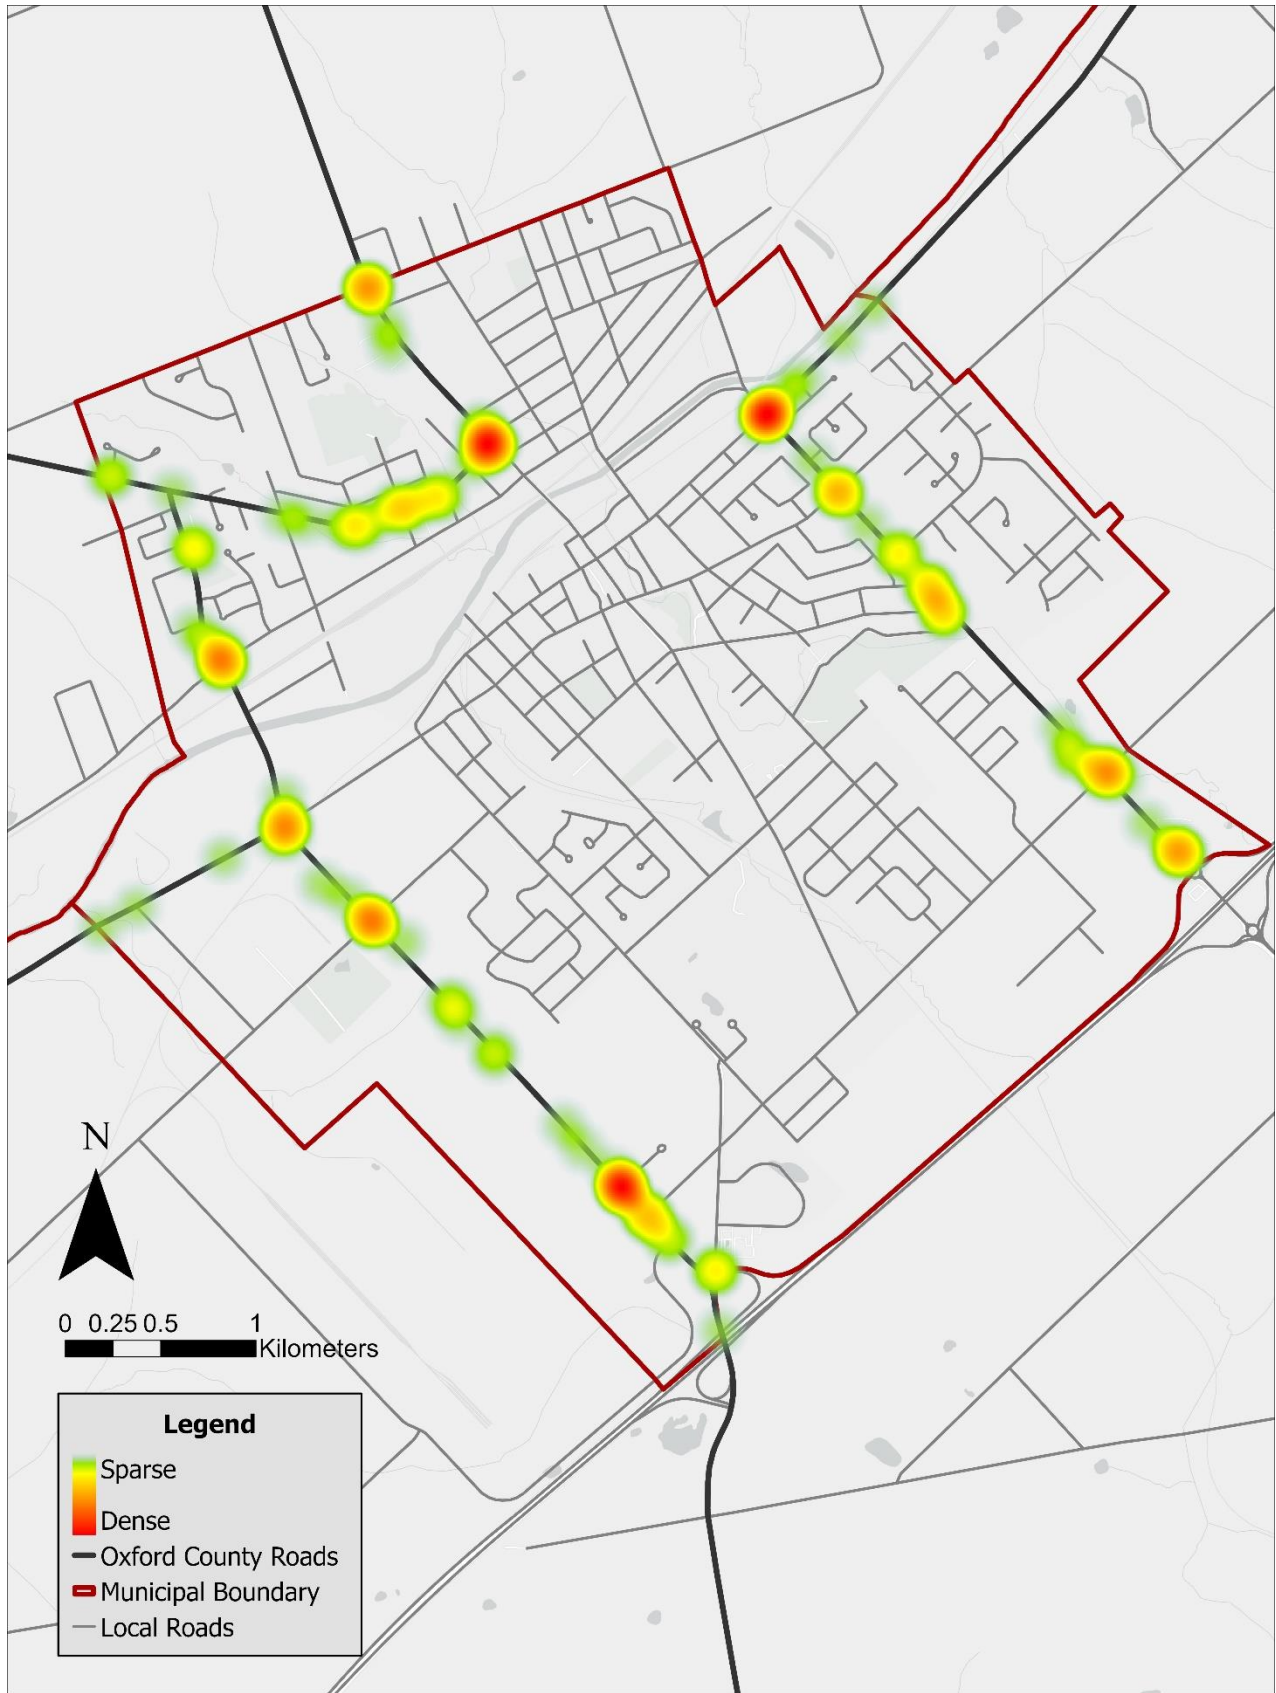 N
0 0.25 0.5 1
Kilometers
Legend
Sparse
Dense
Oxford County Roads
Municipal Boundary
Local Roads